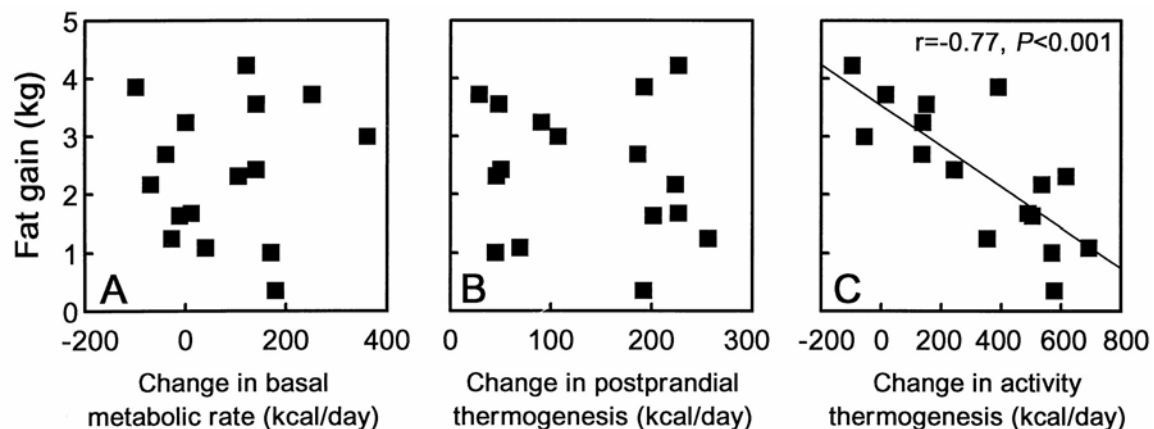 Fat gain (kg)
5
4
3
2
1
0
A
-200 0 200 400
Change in basal
metabolic rate (kcal/day)
B
0 100 200 300
Change in postprandial
thermogenesis (kcal/day)
r=-0.77, P<0.001
C
-200 0 200 400 600 800
Change in activity
thermogenesis (kcal/day)